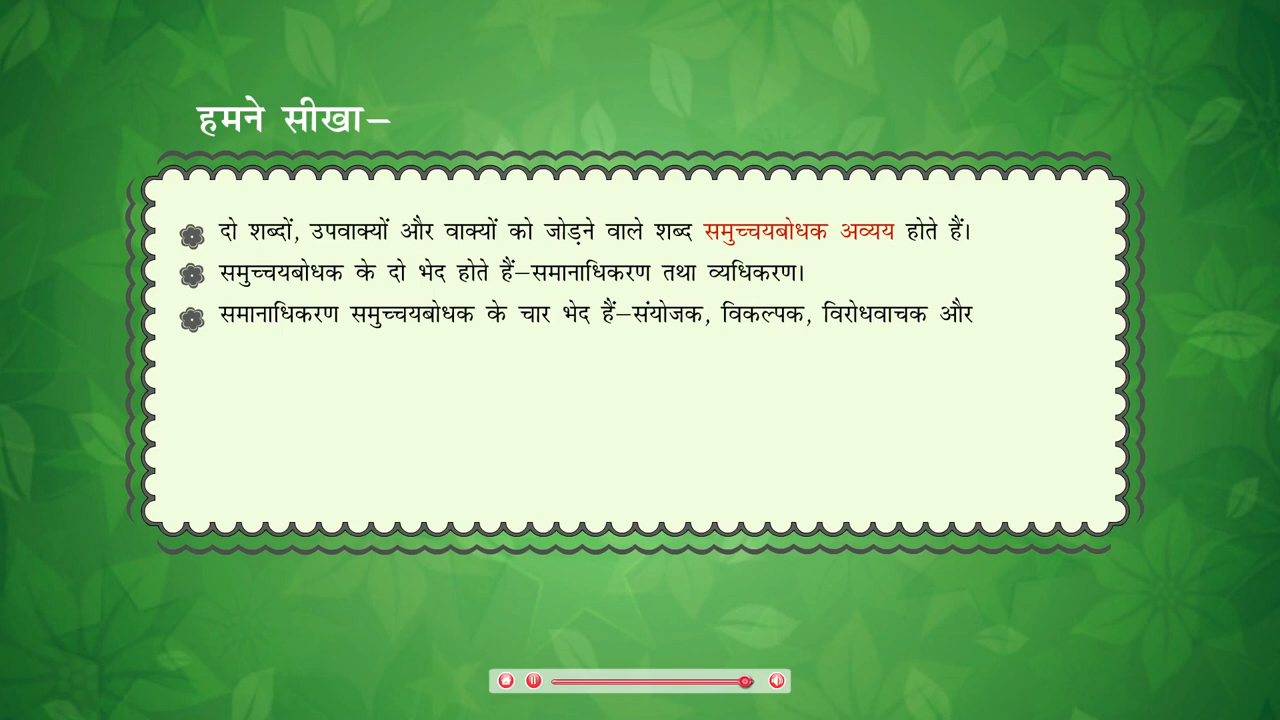 हमने सीखा–
दो शब्दों, उपवाक्यों और वाक्यों को जोड़ने वाले शब्द समुच्चयबोधक अव्यय होते हैं।
समुच्चयबोधक के दो भेद होते हैं–समानाधिकरण तथा व्यधिकरण।
समानाधिकरण समुच्चयबोधक के चार भेद हैं–संयोजक, विकल्पक, विरोधवाचक और